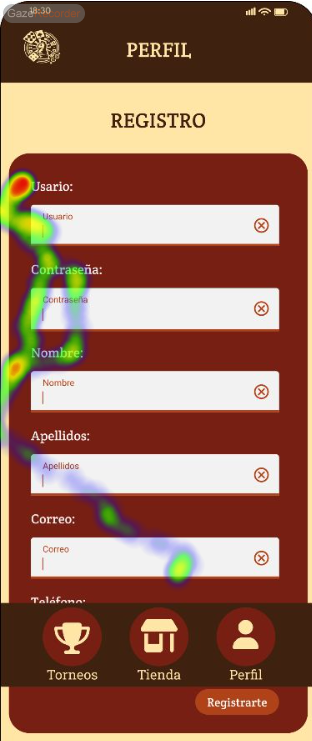 18:30
GazeRecorder
PERFIL
REGISTRO
Usario:
Usuario
Contraseña:
Contraseña
Nombre:
Nombre
Apellidos:
Apellidos
Correo:
Correo
Teléfono:
Torneos
Tienda
Perfil
Registrarte